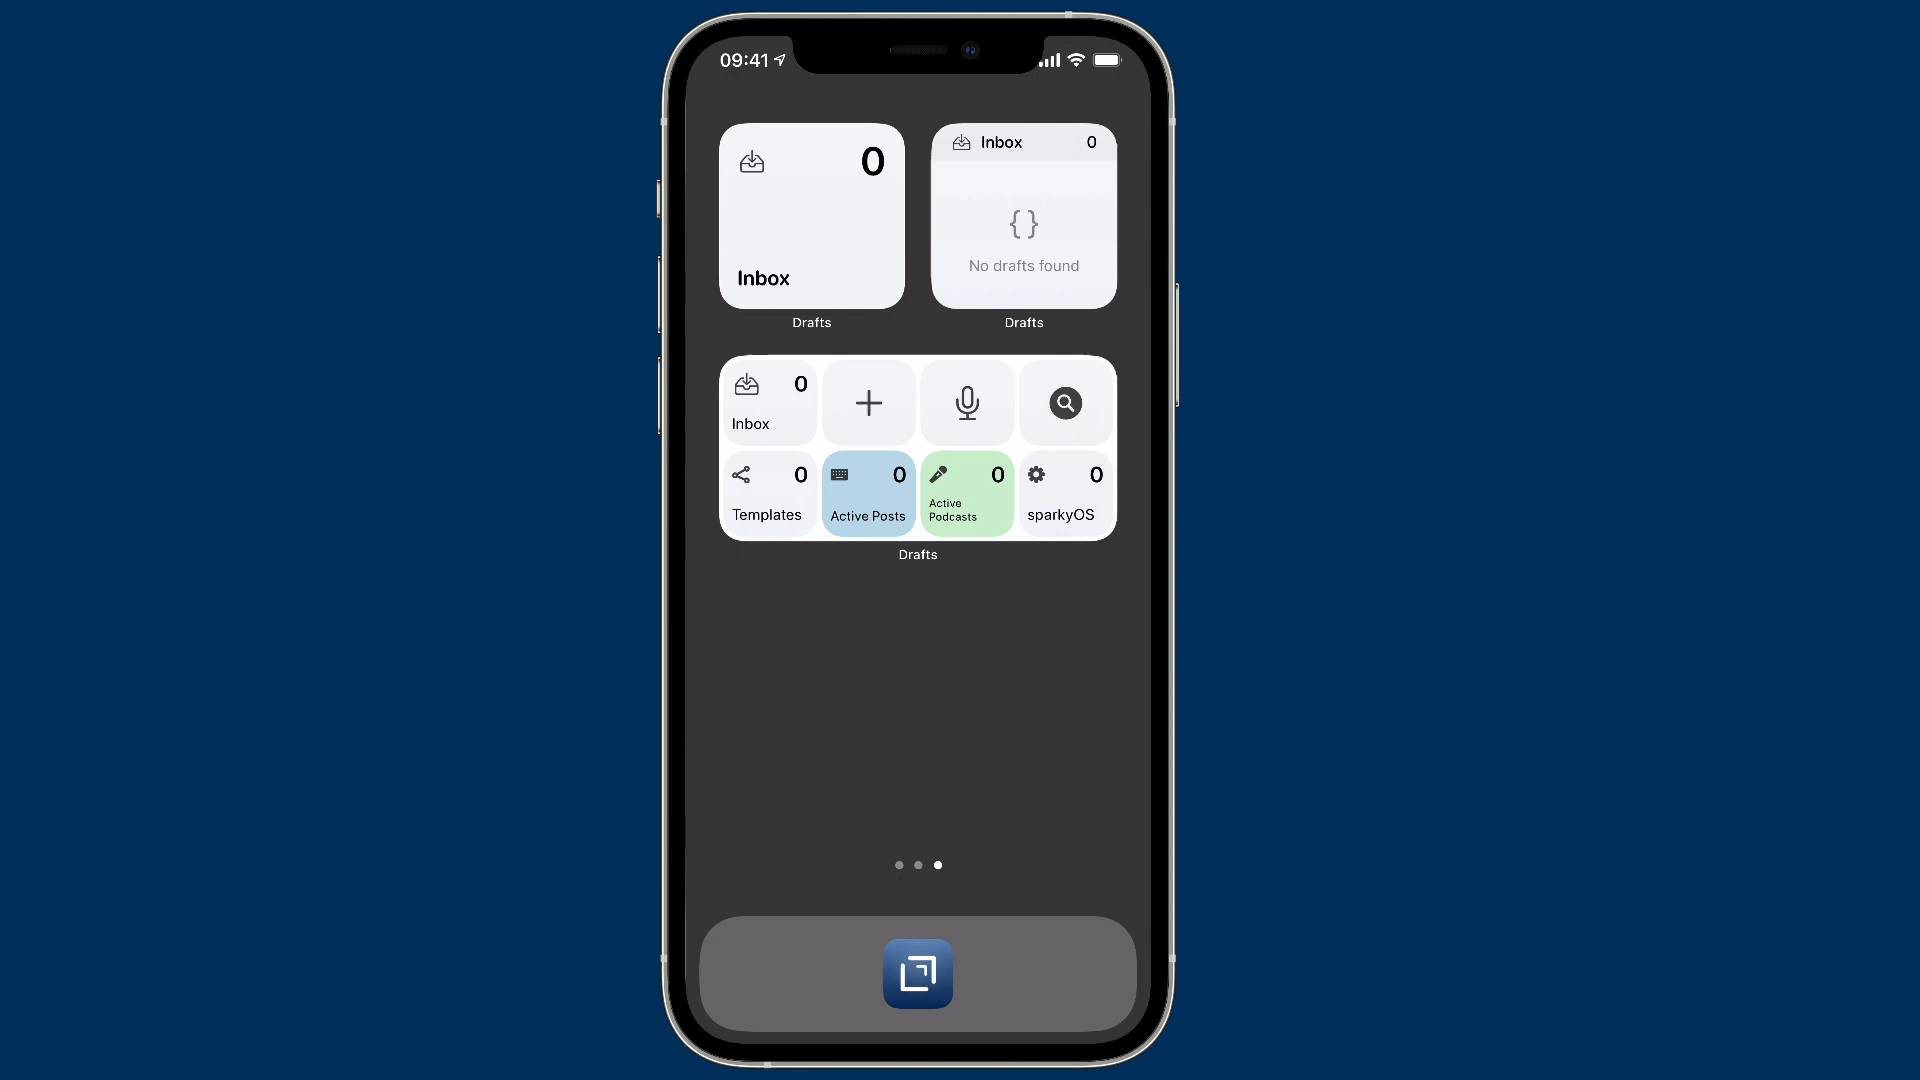 09:41
0
Inbox
Drafts
Inbox 0
{ }
No drafts found
Drafts
0
Inbox
0
Templates
0
Active Posts
0
Active
Podcasts
0
sparkyOS
Drafts